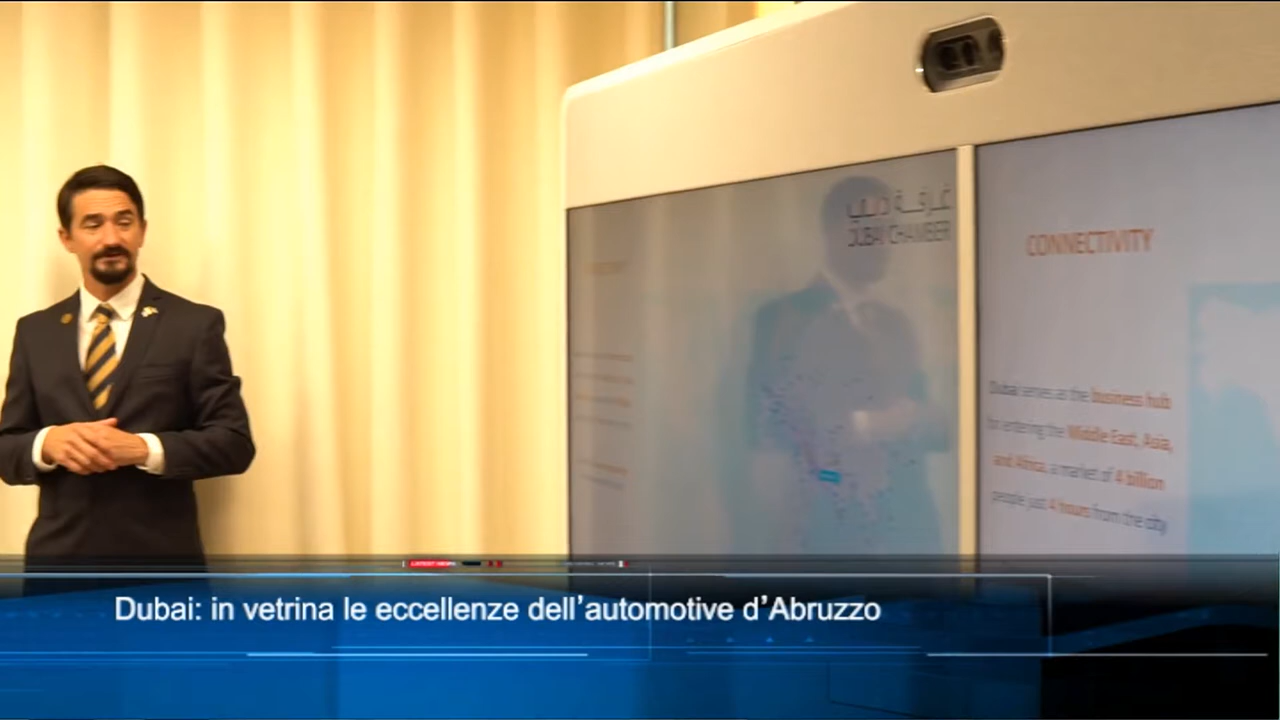 غرفة دبي
DUBAI CHAMBER
CONNECTIVITY
Dubai serves as the business hub
for entering the Middle East, Asia,
and Africa, a market of 4 billion
people just 4 hours from the city
LATEST NEWS
Dubai: in vetrina le eccellenze dell'automotive d'Abruzzo